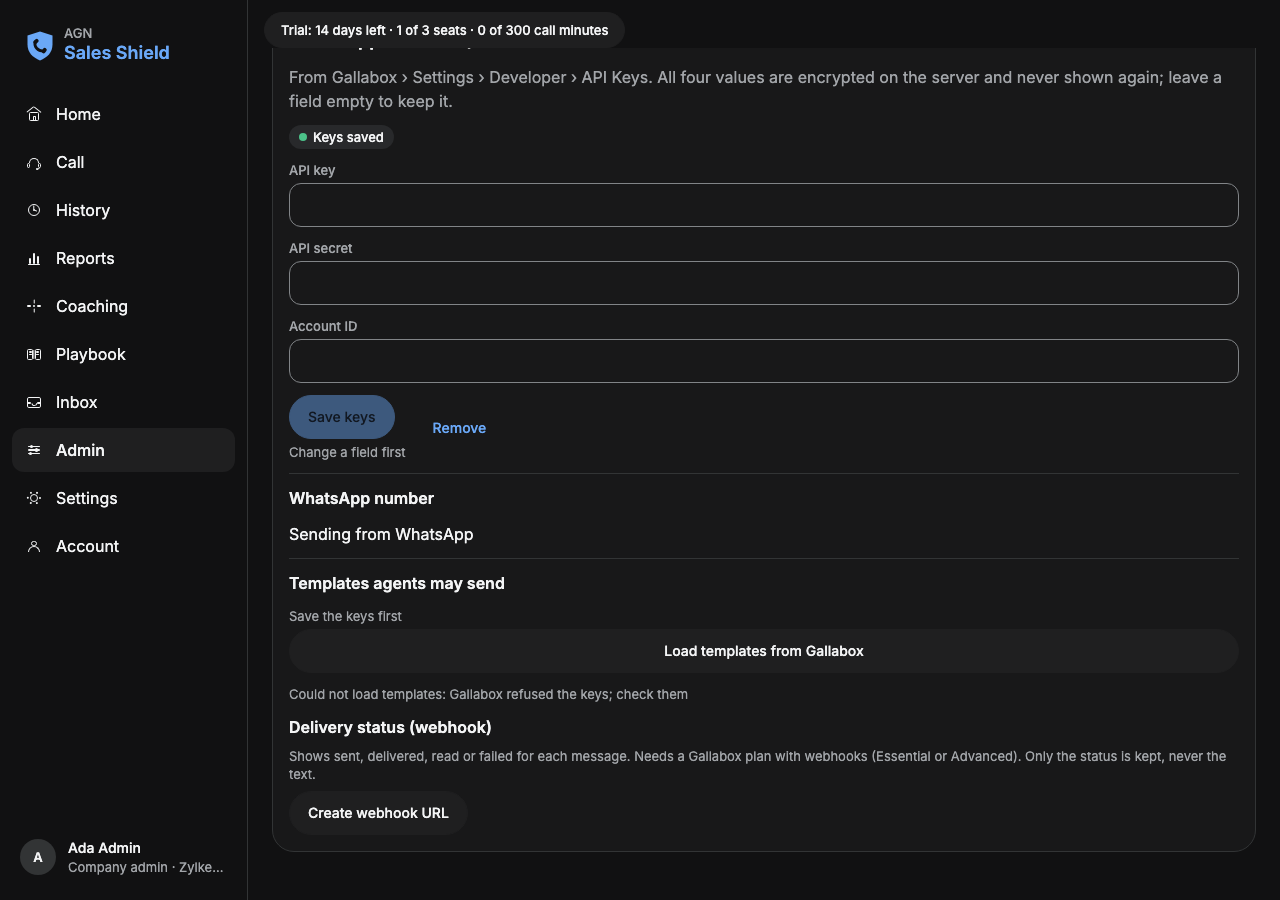 AGN
Sales Shield
Home
Call
History
Reports
Coaching
Playbook
Inbox
Admin
Settings
Account
A
Ada Admin
Company admin · Zylke...
Trial: 14 days left · 1 of 3 seats · 0 of 300 call minutes
From Gallabox › Settings › Developer › API Keys. All four values are encrypted on the server and never shown again; leave a
field empty to keep it.
Keys saved
API key
API secret
Account ID
Save keys
Remove
Change a field first
WhatsApp number
Sending from WhatsApp
Templates agents may send
Save the keys first
Load templates from Gallabox
Could not load templates: Gallabox refused the keys; check them
Delivery status (webhook)
Shows sent, delivered, read or failed for each message. Needs a Gallabox plan with webhooks (Essential or Advanced). Only the status is kept, never the
text.
Create webhook URL